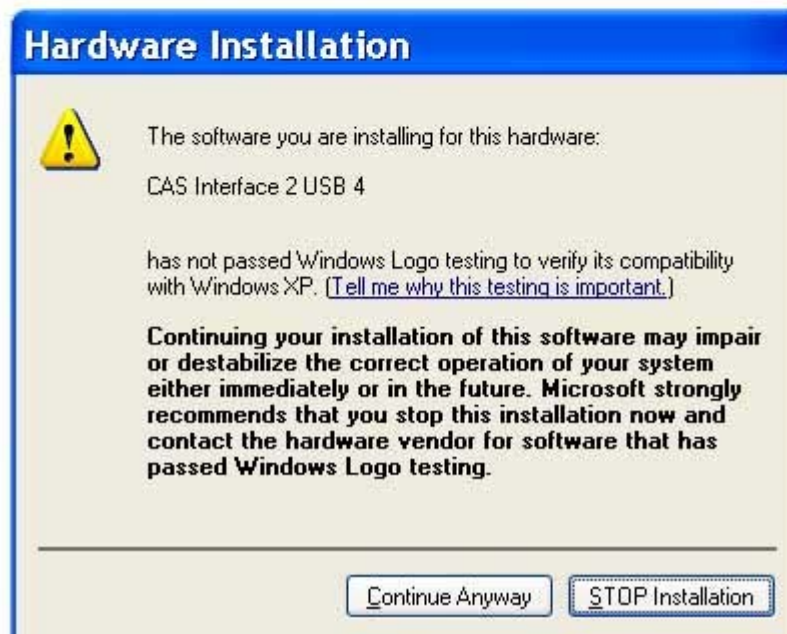 Hardware Installation
The software you are installing for this hardware:
CAS Interface 2 USB 4
has not passed Windows Logo testing to verify its compatibility
with Windows XP. (Tell me why this testing is important.)
Continuing your installation of this software may impair
or destabilize the correct operation of your system
either immediately or in the future. Microsoft strongly
recommends that you stop this installation now and
contact the hardware vendor for software that has
passed Windows Logo testing.
Continue Anyway
STOP Installation